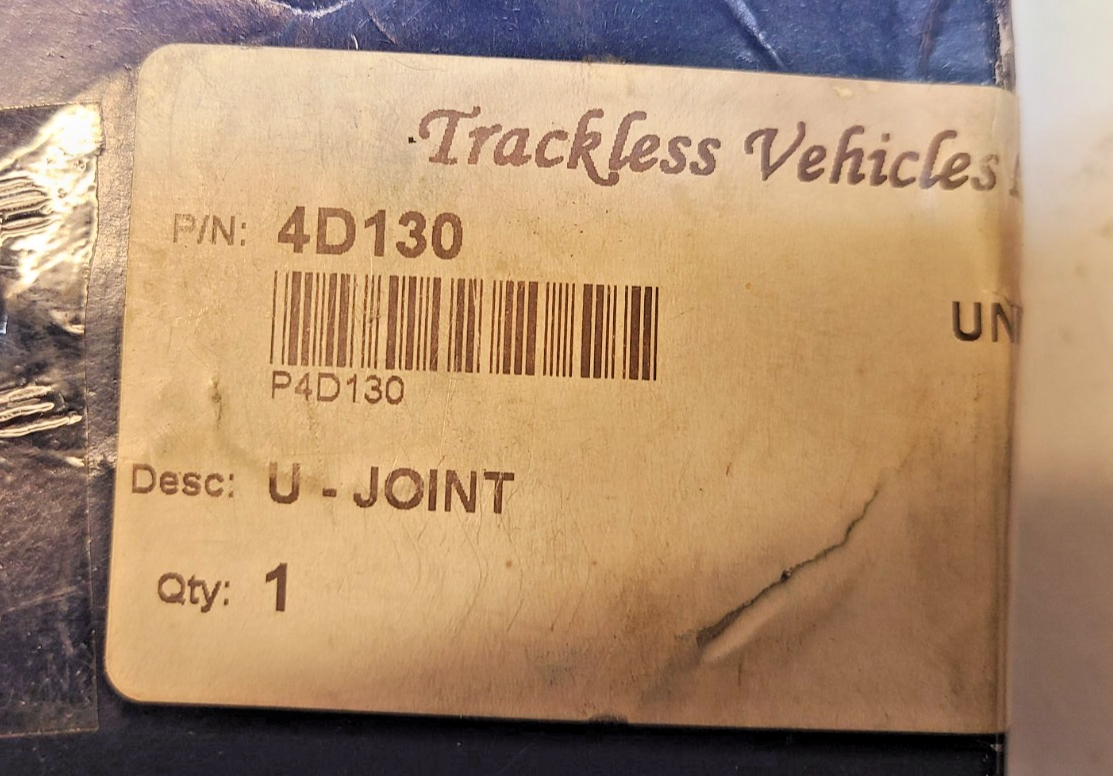 Trackless Vehicles
P/N: 4D130
P4D130
UN
Desc: U - JOINT
Qty: 1